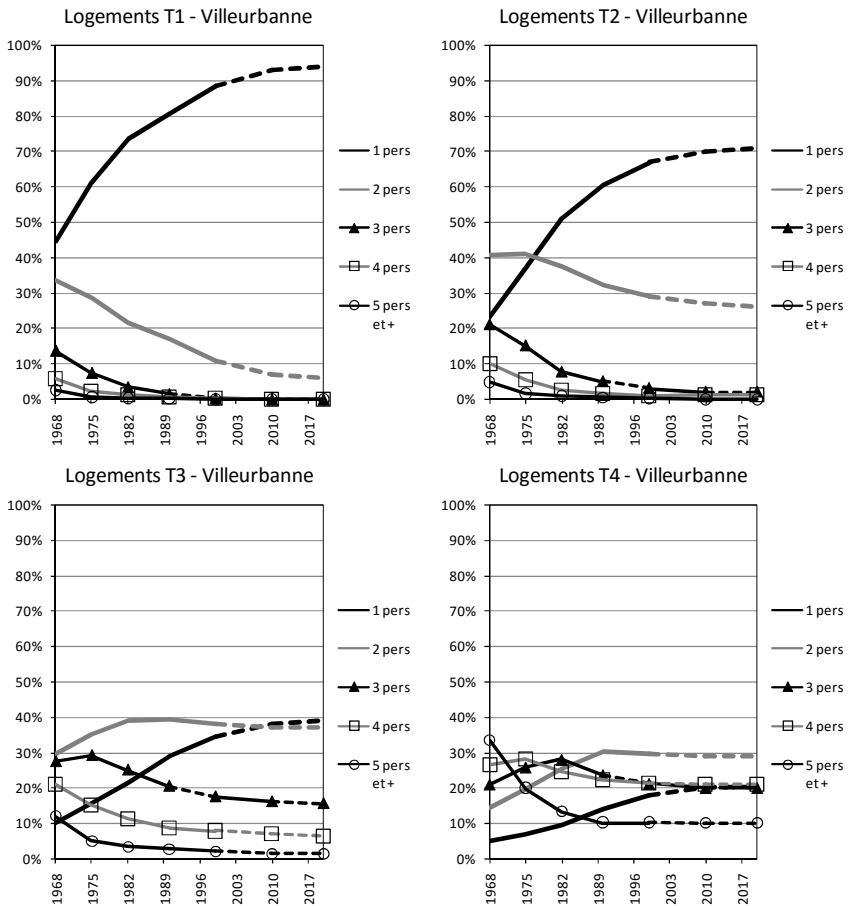 Logements T1 - Villeurbanne
100%
90%
80%
70%
60%
50%
40%
30%
20%
10%
0%
1968
1975
1982
1989
1996
2003
2010
2017
1 pers
2 pers
3 pers
4 pers
5 pers
et+
Logements T2 - Villeurbanne
100%
90%
80%
70%
60%
50%
40%
30%
20%
10%
0%
1968
1975
1982
1989
1996
2003
2010
2017
1 pers
2 pers
3 pers
4 pers
5 pers
et+
Logements T3 - Villeurbanne
100%
90%
80%
70%
60%
50%
40%
30%
20%
10%
0%
1968
1975
1982
1989
1996
2003
2010
2017
1 pers
2 pers
3 pers
4 pers
5 pers
et+
Logements T4 - Villeurbanne
100%
90%
80%
70%
60%
50%
40%
30%
20%
10%
0%
1968
1975
1982
1989
1996
2003
2010
2017
1 pers
2 pers
3 pers
4 pers
5 pers
et+